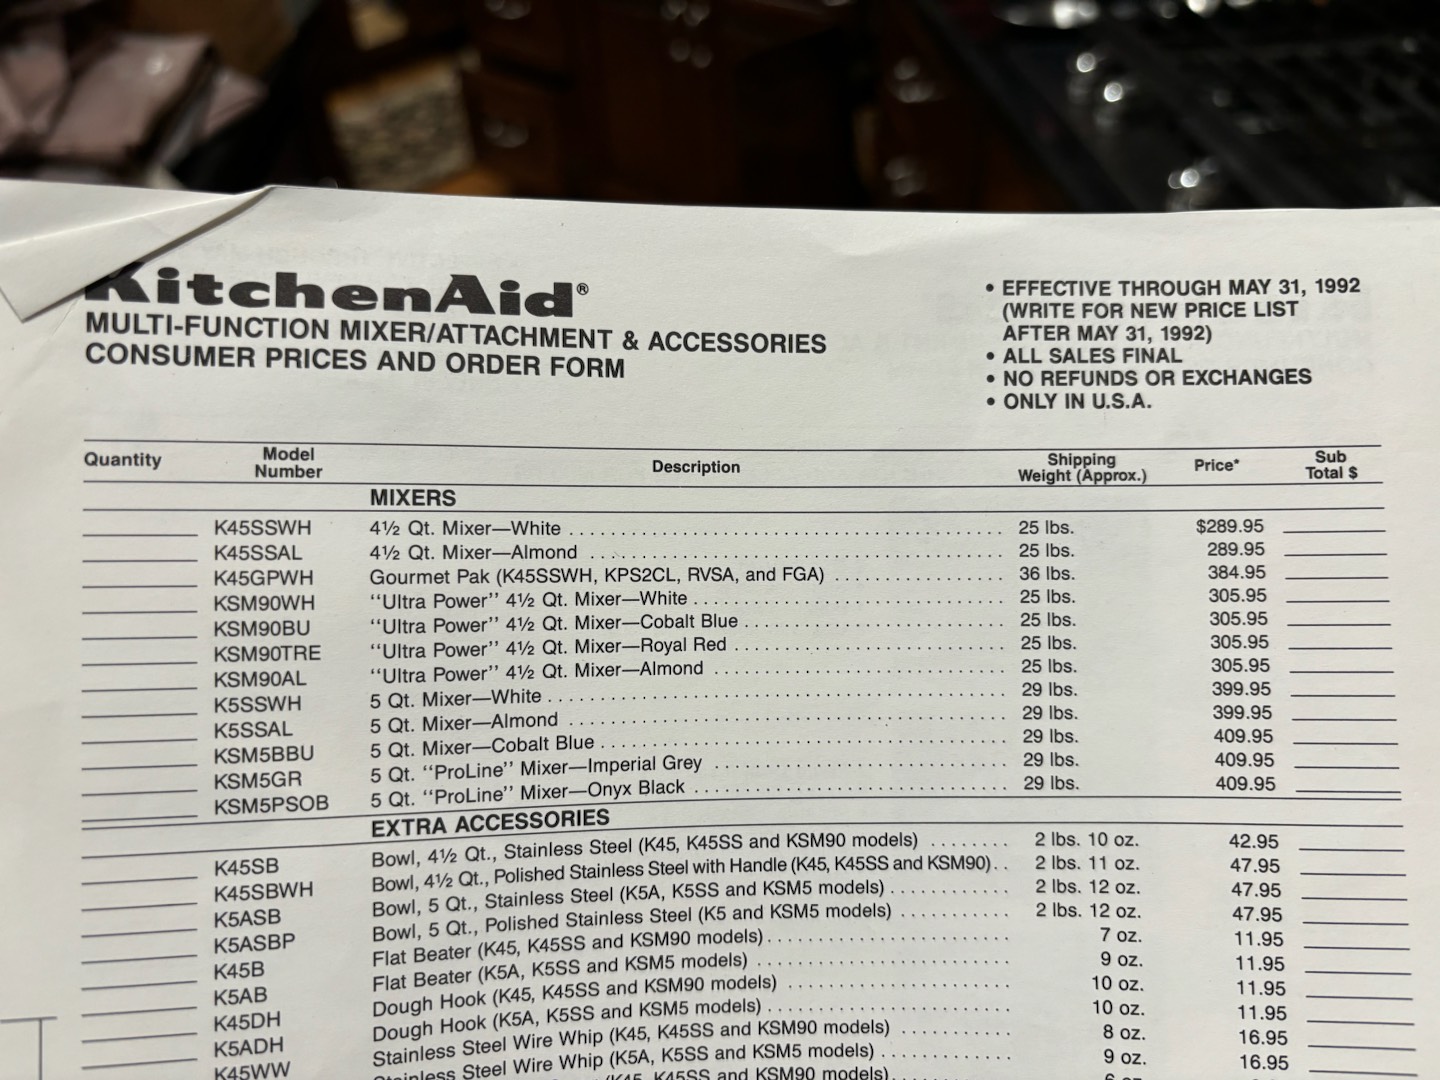 KitchenAid®
MULTI-FUNCTION MIXER/ATTACHMENT & ACCESSORIES
CONSUMER PRICES AND ORDER FORM
• EFFECTIVE THROUGH MAY 31, 1992
(WRITE FOR NEW PRICE LIST
AFTER MAY 31, 1992)
• ALL SALES FINAL
• NO REFUNDS OR EXCHANGES
• ONLY IN U.S.A.
Quantity Model Number Description Shipping Weight (Approx.) Price* Sub Total $
MIXERS
K45SSWH 4½ Qt. Mixer—White 25 lbs. $289.95
K45SSAL 4½ Qt. Mixer—Almond 25 lbs. 289.95
K45GPWH Gourmet Pak (K45SSWH, KPS2CL, RVSA, and FGA) 36 lbs. 384.95
KSM90WH ‘‘Ultra Power’’ 4½ Qt. Mixer—White 25 lbs. 305.95
KSM90BU ‘‘Ultra Power’’ 4½ Qt. Mixer—Cobalt Blue 25 lbs. 305.95
KSM90TRE ‘‘Ultra Power’’ 4½ Qt. Mixer—Royal Red 25 lbs. 305.95
KSM90AL ‘‘Ultra Power’’ 4½ Qt. Mixer—Almond 25 lbs. 305.95
K5SSWH 5 Qt. Mixer—White 29 lbs. 399.95
K5SSAL 5 Qt. Mixer—Almond 29 lbs. 399.95
KSM5BBU 5 Qt. Mixer—Cobalt Blue 29 lbs. 409.95
KSM5GR 5 Qt. ‘‘ProLine’’ Mixer—Imperial Grey 29 lbs. 409.95
KSM5PSOB 5 Qt. ‘‘ProLine’’ Mixer—Onyx Black 29 lbs. 409.95
EXTRA ACCESSORIES
K45SB Bowl, 4½ Qt., Stainless Steel (K45, K45SS and KSM90 models) 2 lbs. 10 oz. 42.95
K45SBWH Bowl, 4½ Qt., Polished Stainless Steel with Handle (K45, K45SS and KSM90) 2 lbs. 11 oz. 47.95
K5ASB Bowl, 5 Qt., Stainless Steel (K5A, K5SS and KSM5 models) 2 lbs. 12 oz. 47.95
K5ASBP Bowl, 5 Qt., Polished Stainless Steel (K5 and KSM5 models) 2 lbs. 12 oz. 47.95
K45B Flat Beater (K45, K45SS and KSM90 models) 7 oz. 11.95
K5AB Flat Beater (K5A, K5SS and KSM5 models) 9 oz. 11.95
K45DH Dough Hook (K45, K45SS and KSM90 models) 10 oz. 11.95
K5ADH Dough Hook (K5A, K5SS and KSM5 models) 10 oz. 11.95
K45WW Stainless Steel Wire Whip (K45, K45SS and KSM90 models) 8 oz. 16.95
Stainless Steel Wire Whip (K5A, K5SS and KSM5 models) 9 oz. 16.95
K45SS and KSM90 models)